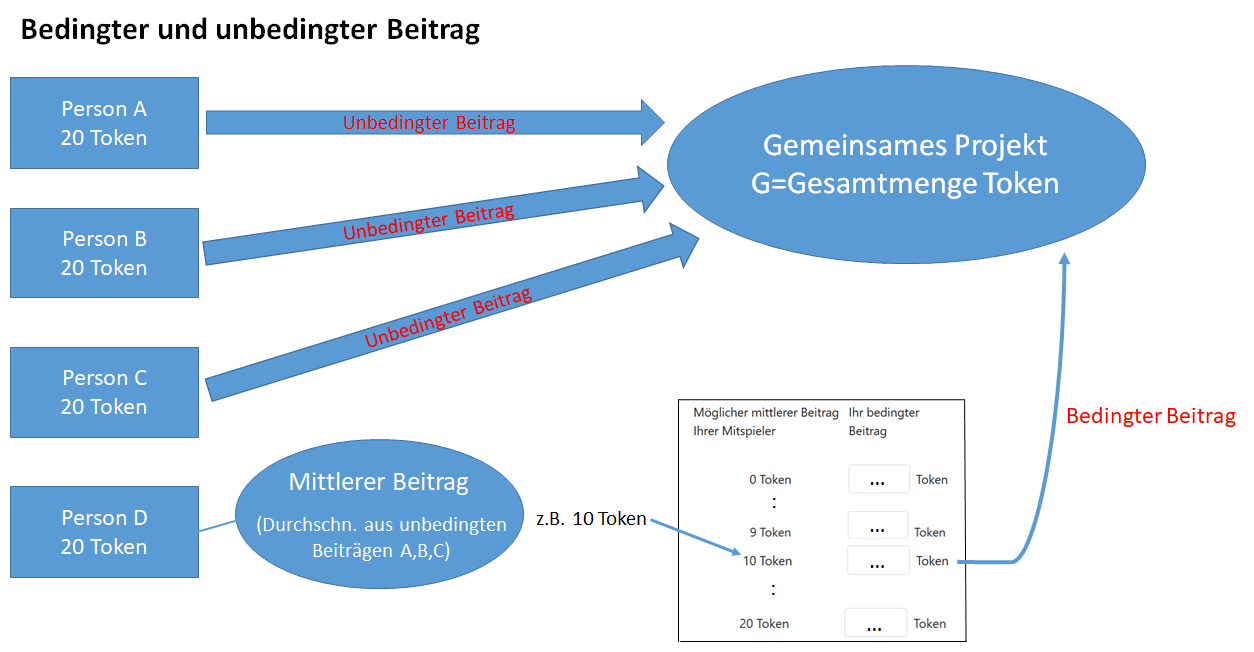 Bedingter und unbedingter Beitrag
Person A
20 Token
Unbedingter Beitrag
Gemeinsames Projekt
G=Gesamtmenge Token
Person B
20 Token
Unbedingter Beitrag
Person C
20 Token
Unbedingter Beitrag
Person D
20 Token
Mittlerer Beitrag
(Durchschn. aus unbedingten
Beiträgen A,B,C)
z.B. 10 Token
Möglicher mittlerer Beitrag
Ihrer Mitspieler
Ihr bedingter
Beitrag
0 Token ... Token
:
9 Token ... Token
10 Token ... Token
:
20 Token ... Token
Bedingter Beitrag